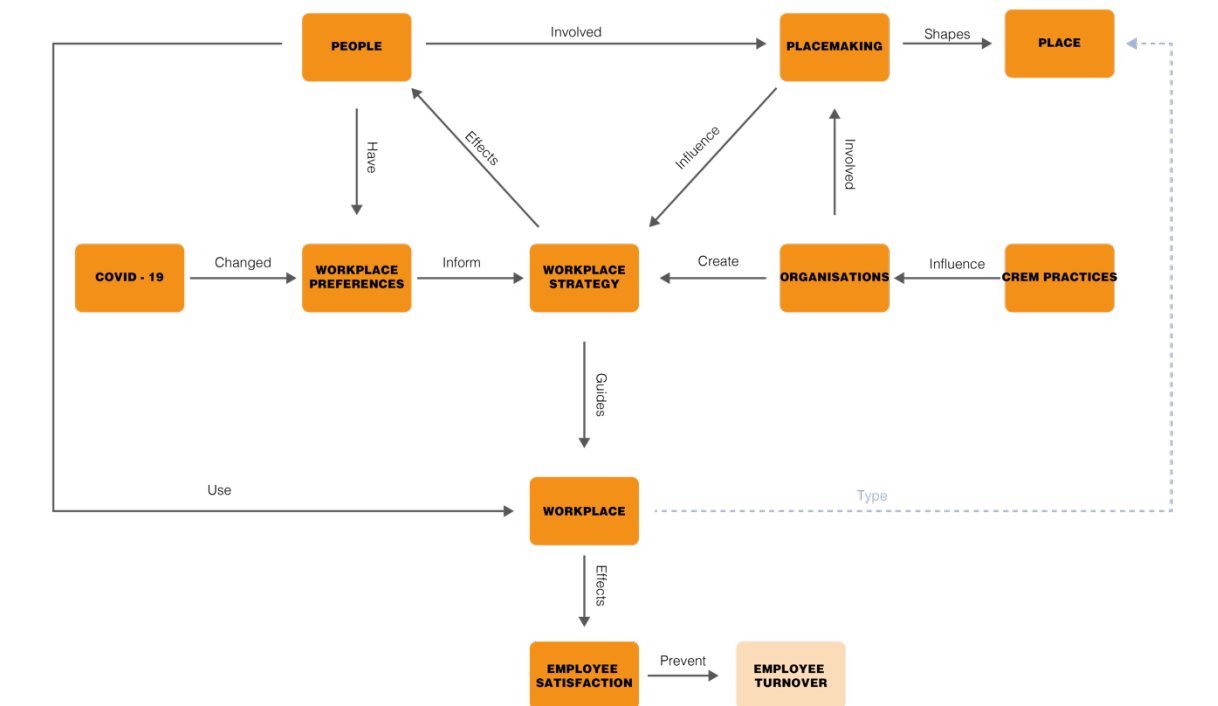 Involved
Shapes
PEOPLE
PLACEMAKING
PLACE
Have
Effects
Influence
Involved
COVID - 19
Changed
WORKPLACE
PREFERENCES
Inform
WORKPLACE
STRATEGY
Create
ORGANISATIONS
Influence
CREM PRACTICES
Guides
Use
WORKPLACE
Type
Effects
EMPLOYEE
SATISFACTION
Prevent
EMPLOYEE
TURNOVER